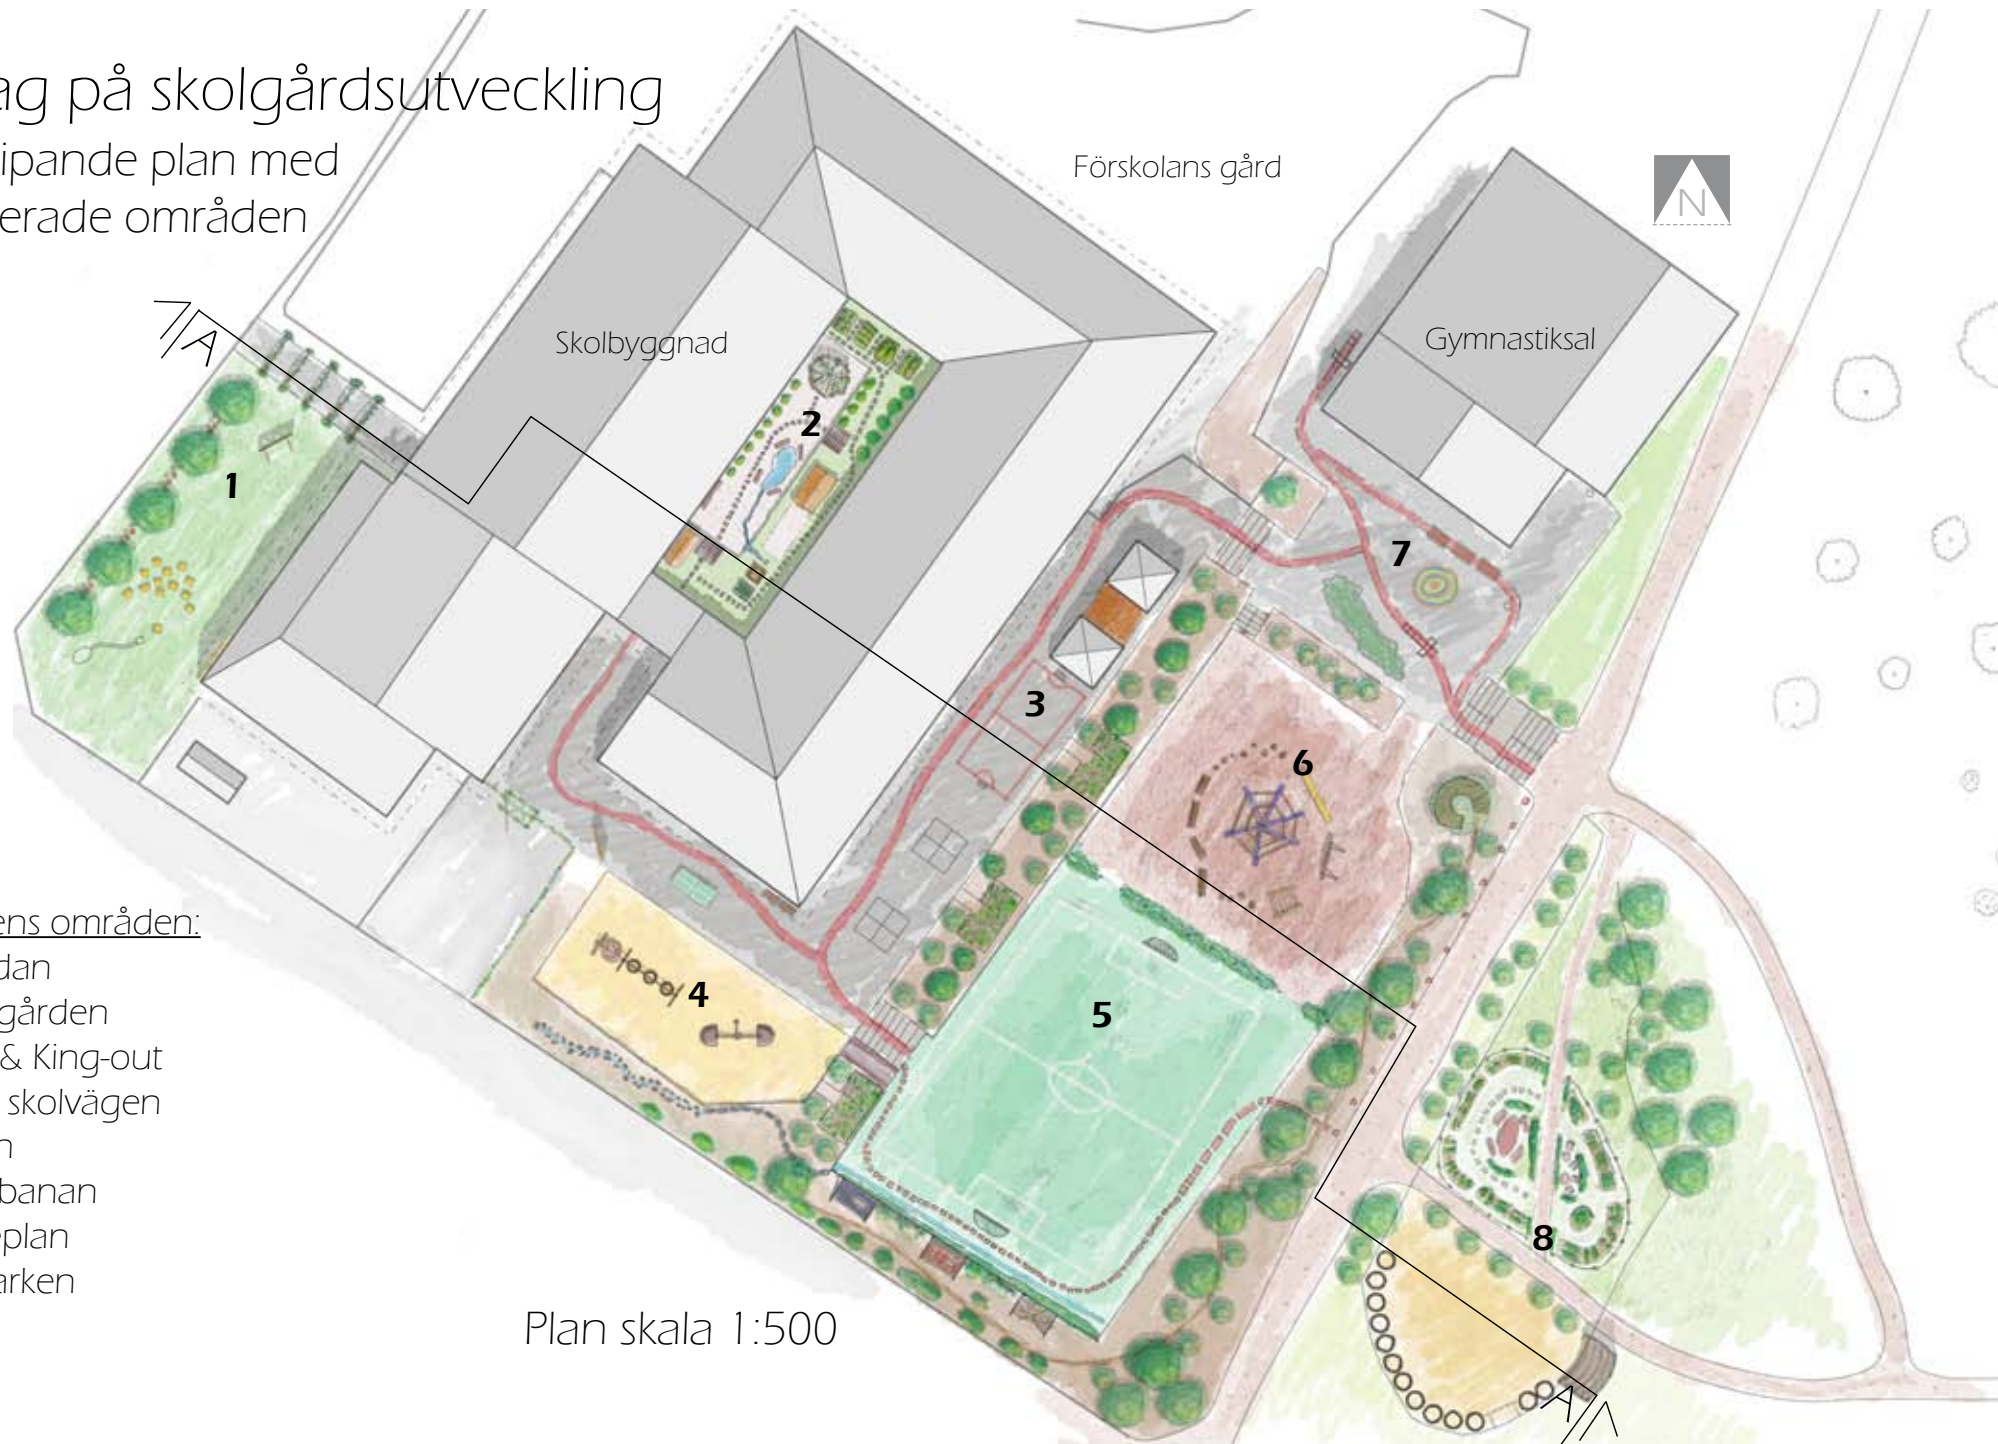 ag på skolgårdsutveckling
ipande plan med
erade områden
Förskolans gård
N
Skolbyggnad
Gymnastiksal
A
1
2
3
4
5
6
7
8
ens områden:
dan
gården
& King-out
skolvägen
n
banan
eplan
arken
Plan skala 1:500
A